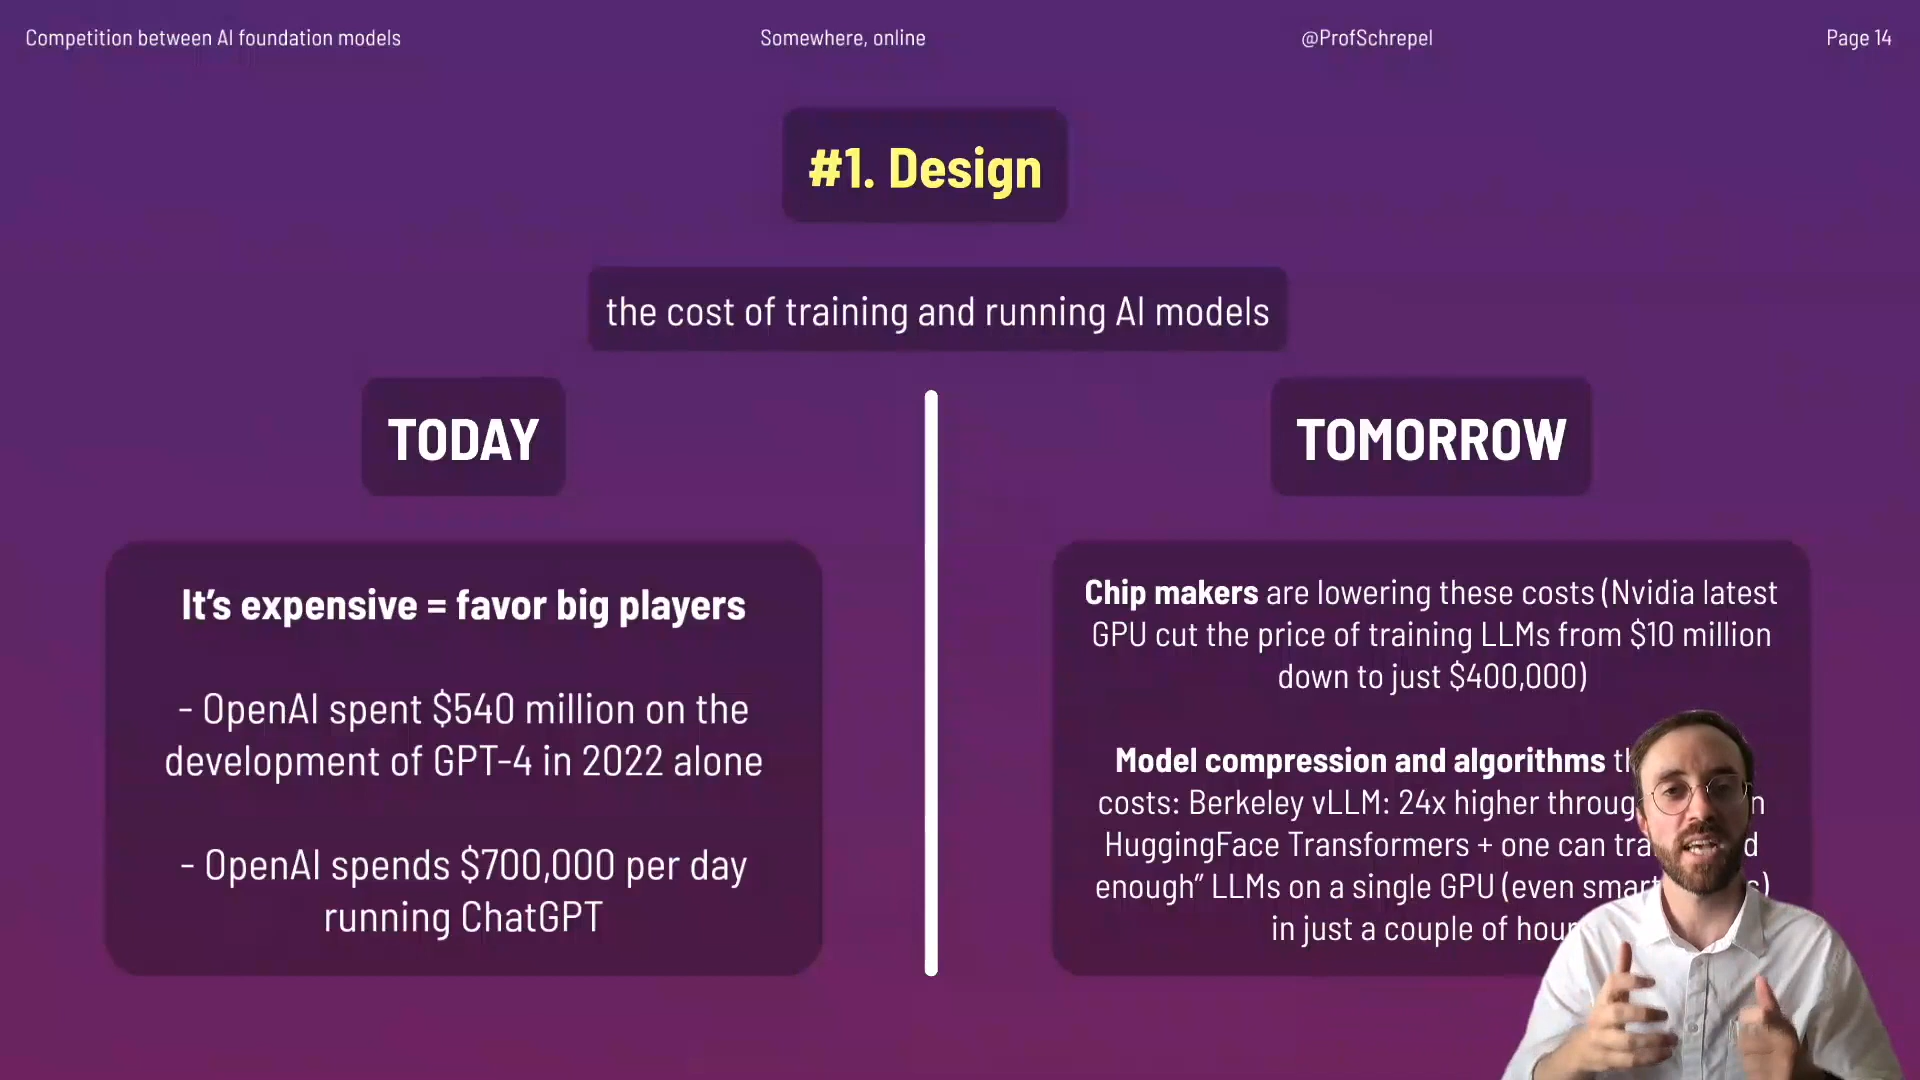 Competition between AI foundation models
Somewhere, online
@ProfSchrepel
Page 14
#1. Design
the cost of training and running AI models
TODAY
It's expensive = favor big players
- OpenAI spent $540 million on the
development of GPT-4 in 2022 alone
- OpenAI spends $700,000 per day
running ChatGPT
TOMORROW
Chip makers are lowering these costs (Nvidia latest
GPU cut the price of training LLMs from $10 million
down to just $400,000)
Model compression and algorithms
costs: Berkeley vLLM: 24x higher
HuggingFace Transformers + one can
enough” LLMs on a single GPU (even
in just a couple of